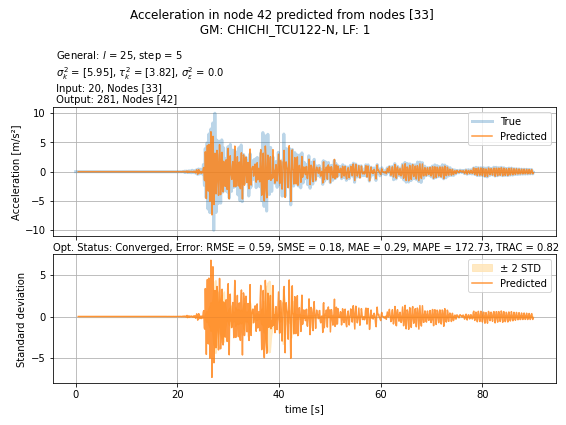 Acceleration in node 42 predicted from nodes [33]
GM: CHICHI_TCU122-N, LF: 1
General: l = 25, step = 5
σ²ₖ = [5.95], τ²ₖ = [3.82], σ²ε = 0.0
Input: 20, Nodes [33]
Output: 281, Nodes [42]
10
5
0
−5
−10
Acceleration [m/s²]
True
Predicted
Opt. Status: Converged, Error: RMSE = 0.59, SMSE = 0.18, MAE = 0.29, MAPE = 172.73, TRAC = 0.82
5
0
−5
Standard deviation
± 2 STD
Predicted
0 20 40 60 80
time [s]